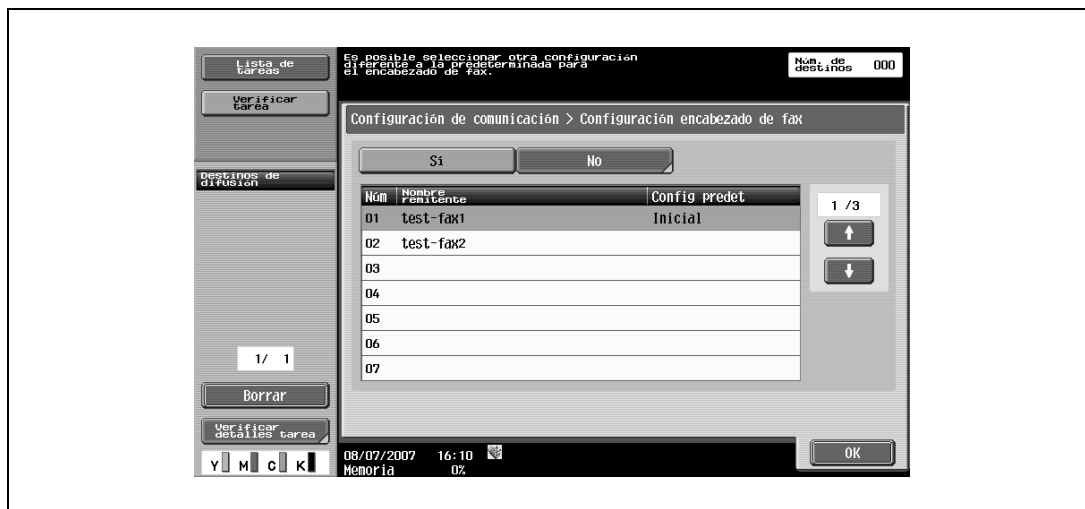 Lista de
tareas
Es posible seleccionar otra configuración
diferente a la predeterminada para
el encabezado de fax.
Núm. de
destinos 000
Verificar
tarea
Configuración de comunicación > Configuración encabezado de fax
Sí No
Destinos de
difusión
Núm Nombre
remitente Config predet
1 /3
01 test-fax1 Inicial
02 test-fax2
03
04
05
06
1/ 1
07
Borrar
Verificar
detalles tarea
OK
Y M C K
08/07/2007 16:10
Memoria 0%